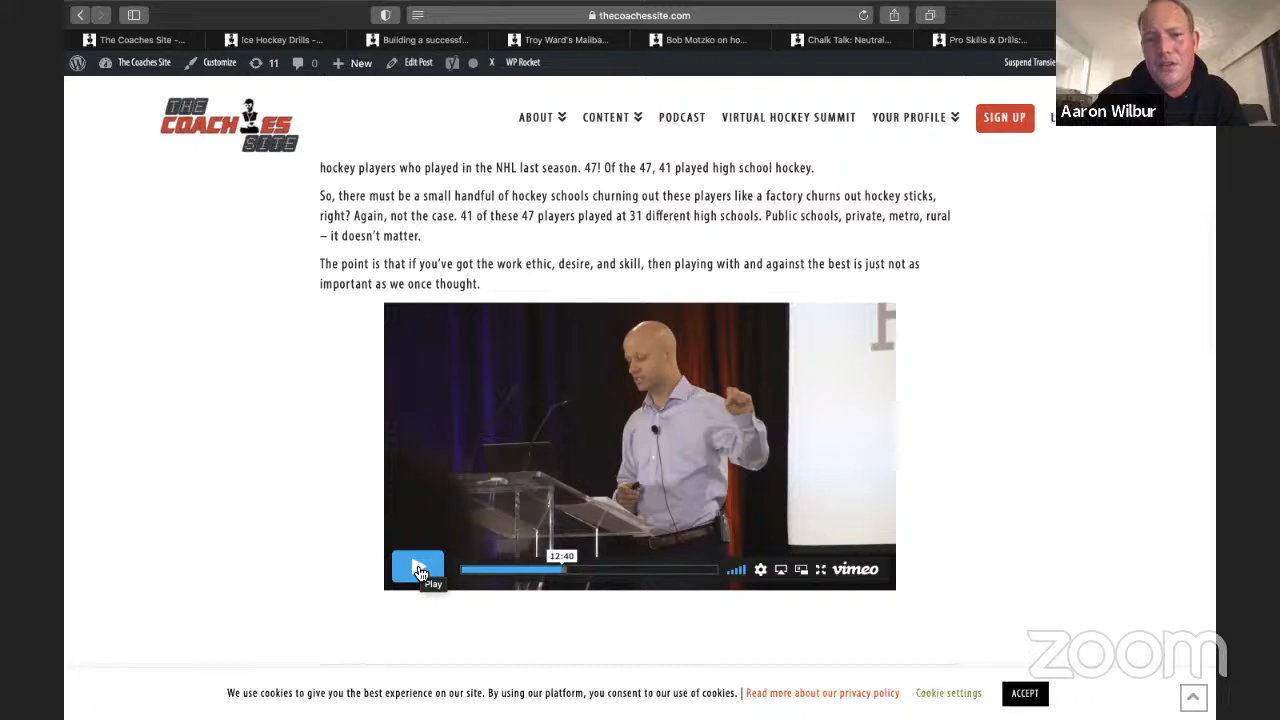 thecoachessite.com
The Coaches Site -...
Ice Hockey Drills -...
Building a successf...
Troy Ward's Mailba...
Bob Motzko on ho...
Chalk Talk: Neutral...
Pro Skills & Drills:...
The Coaches Site
Customize
11
0
New
Edit Post
X
WP Rocket
Suspend Transie
Aaron Wilbur
THE
COACHES
SITE
ABOUT
CONTENT
PODCAST
VIRTUAL HOCKEY SUMMIT
YOUR PROFILE
SIGN UP
L
hockey players who played in the NHL last season. 47! Of the 47, 41 played high school hockey.
So, there must be a small handful of hockey schools churning out these players like a factory churns out hockey sticks,
right? Again, not the case. 41 of these 47 players played at 31 different high schools. Public schools, private, metro, rural
– it doesn't matter.
The point is that if you've got the work ethic, desire, and skill, then playing with and against the best is just not as
important as we once thought.
12:40
vimeo
Play
zoom
We use cookies to give you the best experience on our site. By using our platform, you consent to our use of cookies. | Read more about our privacy policy
Cookie settings
ACCEPT